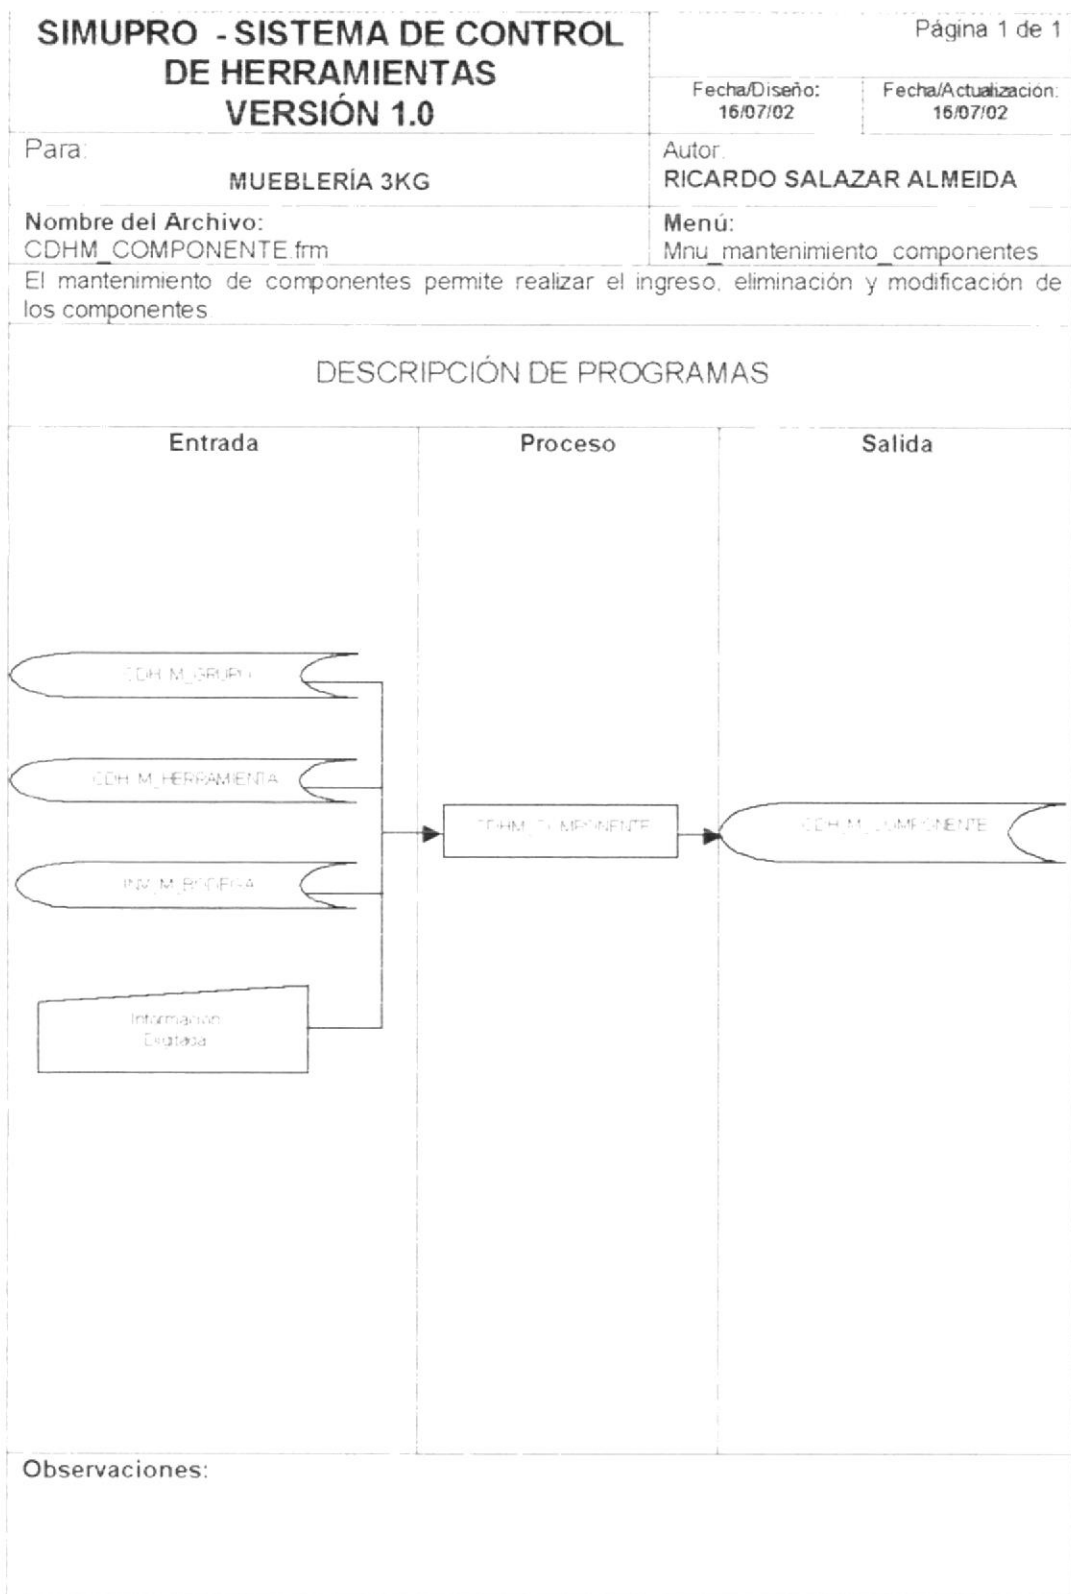 SIMUPRO - SISTEMA DE CONTROL
DE HERRAMIENTAS
VERSIÓN 1.0
Página 1 de 1
Fecha/Diseño:
16/07/02
Fecha/Actualización:
16/07/02
Para:
MUEBLERÍA 3KG
Autor.
RICARDO SALAZAR ALMEIDA
Nombre del Archivo:
CDHM_COMPONENTE.frm
Menú:
Mnu_mantenimiento_componentes
El mantenimiento de componentes permite realizar el ingreso, eliminación y modificación de
los componentes
DESCRIPCIÓN DE PROGRAMAS
Entrada
Proceso
Salida
CDH_M_GRUPO
CDH_M_HERRAMIENTA
CDHM_COMPONENTE
CDH_M_COMPONENTE
INV_M_BODEGA
Información
Digitada
Observaciones: